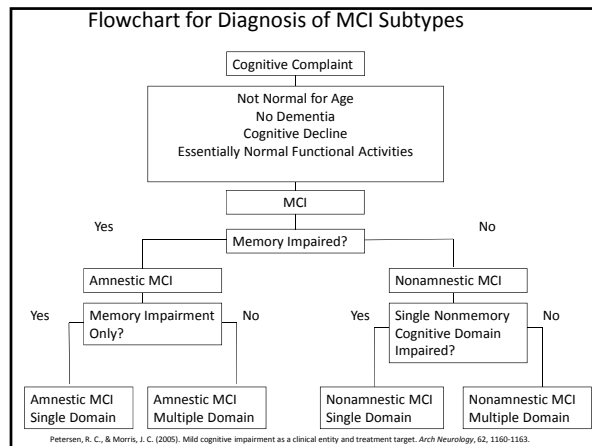 Flowchart for Diagnosis of MCI Subtypes
Cognitive Complaint
Not Normal for Age
No Dementia
Cognitive Decline
Essentially Normal Functional Activities
MCI
Yes
No
Memory Impaired?
Amnestic MCI
Nonamnestic MCI
Yes
Memory Impairment
Only?
No
Yes
Single Nonmemory
Cognitive Domain
Impaired?
No
Amnestic MCI
Single Domain
Amnestic MCI
Multiple Domain
Nonamnestic MCI
Single Domain
Nonamnestic MCI
Multiple Domain
Petersen, R. C., & Morris, J. C. (2005). Mild cognitive impairment as a clinical entity and treatment target. Arch Neurology, 62, 1160-1163.